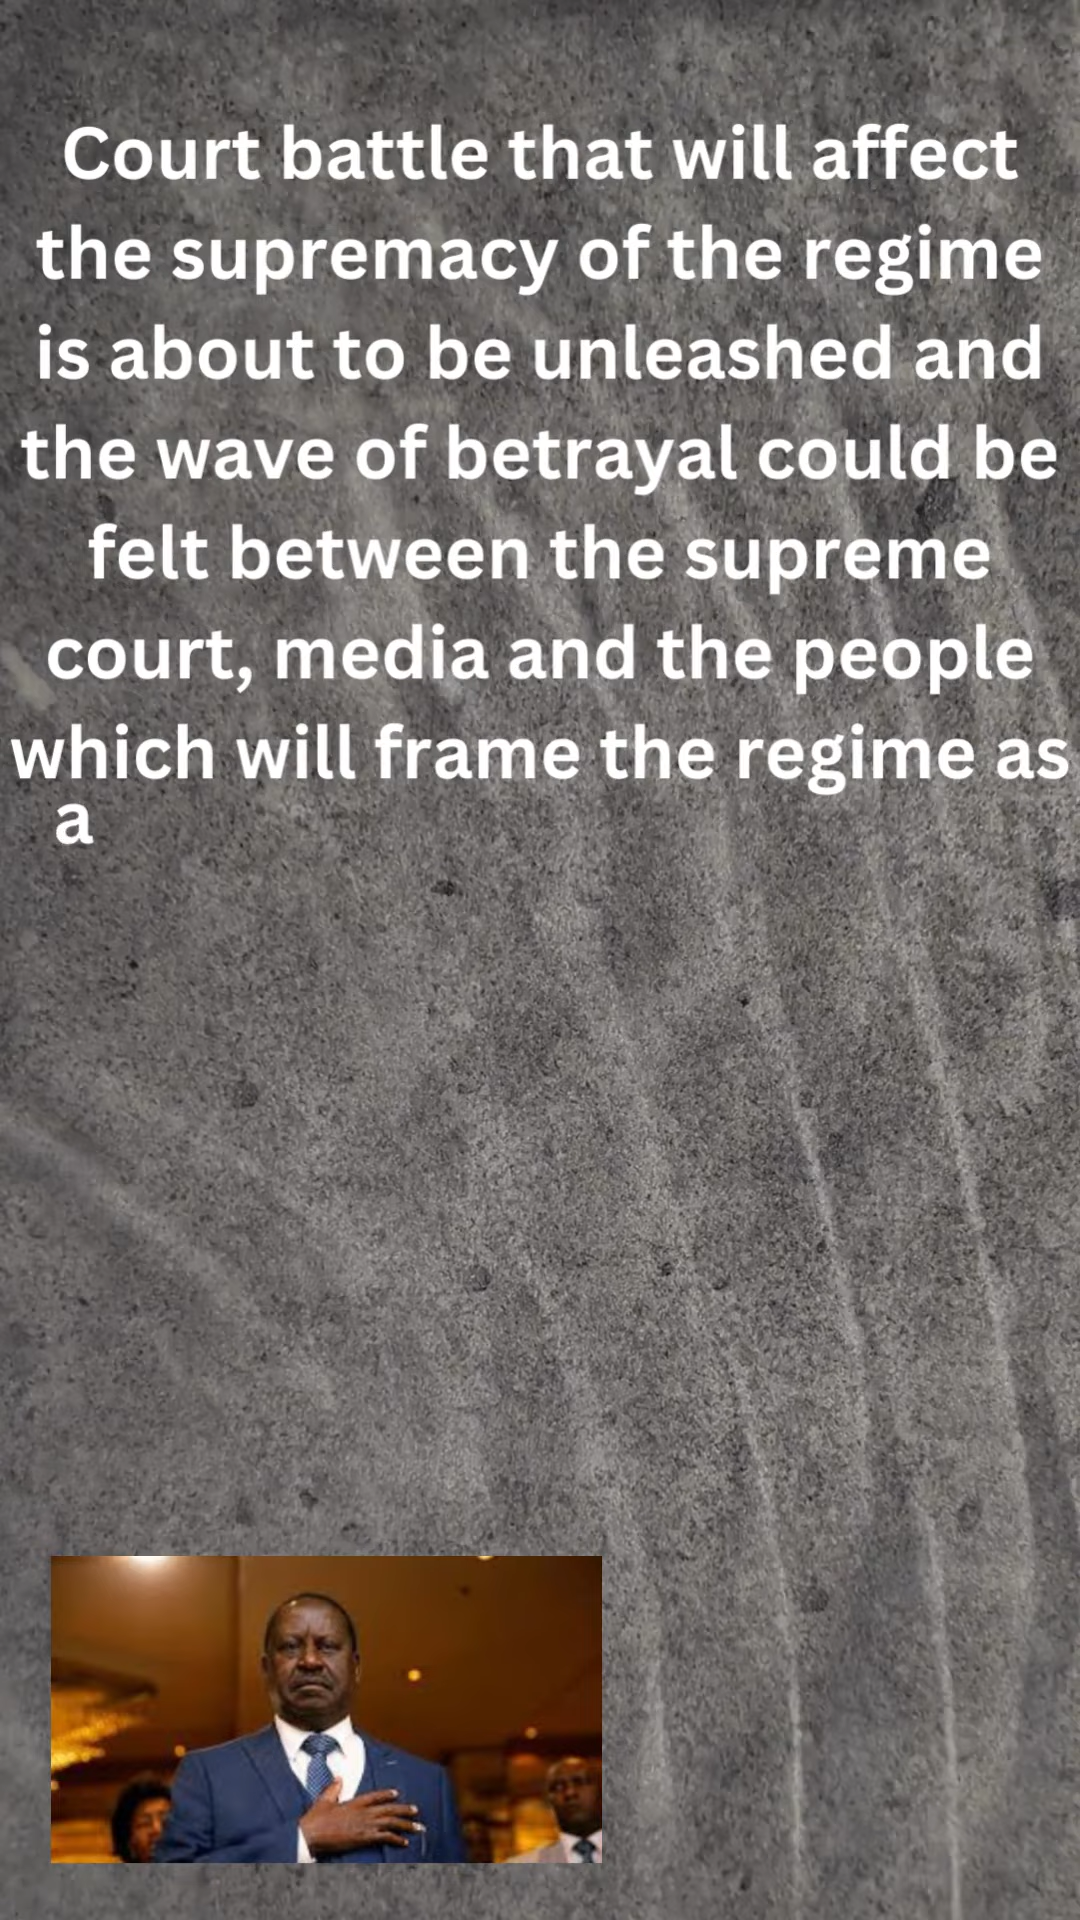 Court battle that will affect
the supremacy of the regime
is about to be unleashed and
the wave of betrayal could be
felt between the supreme
court, media and the people
which will frame the regime as
a